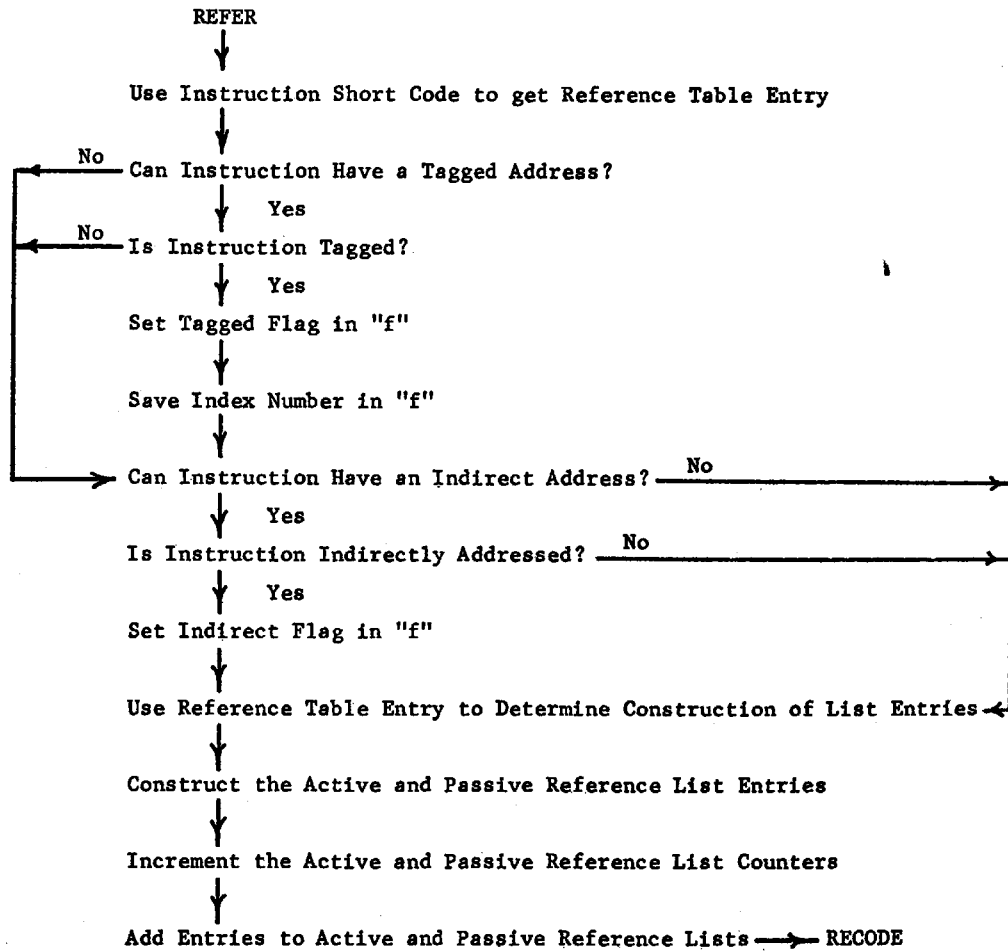 REFER
Use Instruction Short Code to get Reference Table Entry
No
Can Instruction Have a Tagged Address?
Yes
No
Is Instruction Tagged?
Yes
Set Tagged Flag in "f"
Save Index Number in "f"
Can Instruction Have an Indirect Address?
No
Yes
Is Instruction Indirectly Addressed?
No
Yes
Set Indirect Flag in "f"
Use Reference Table Entry to Determine Construction of List Entries
Construct the Active and Passive Reference List Entries
Increment the Active and Passive Reference List Counters
Add Entries to Active and Passive Reference Lists RECODE